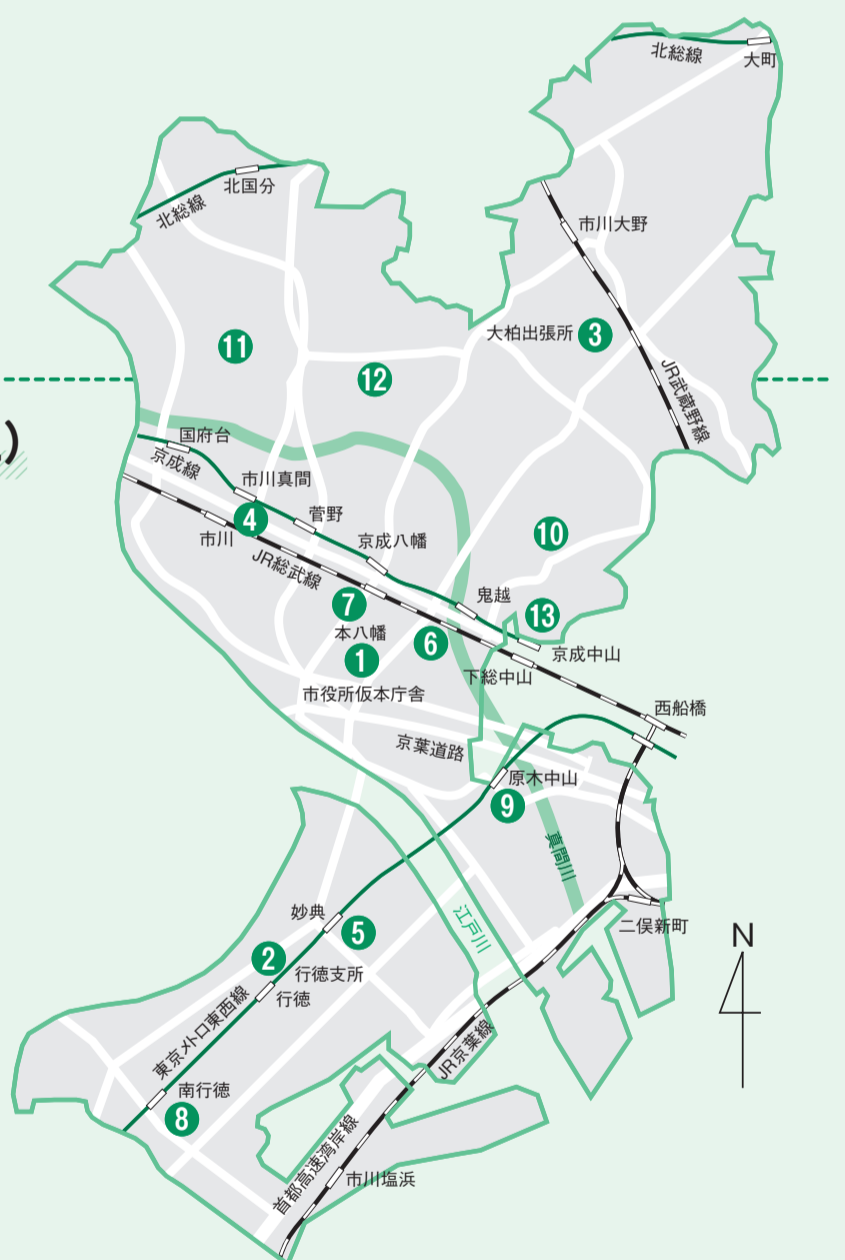 北総線
大町
北国分
北総線
市川大野
大柏出張所
3
11
12
JR武蔵野線
)
国府台
京成線
市川真間
4
菅野
市川
京成八幡
10
JR総武線
鬼越
7
13
本八幡
6
京成中山
1
下総中山
市役所仮本庁舎
西船橋
京葉道路
原木中山
9
真間川
妙典
5
江戸川
二俣新町
N
2
行徳支所
行徳
東京メトロ東西線
JR京葉線
南行徳
8
首都高速湾岸線
市川塩浜